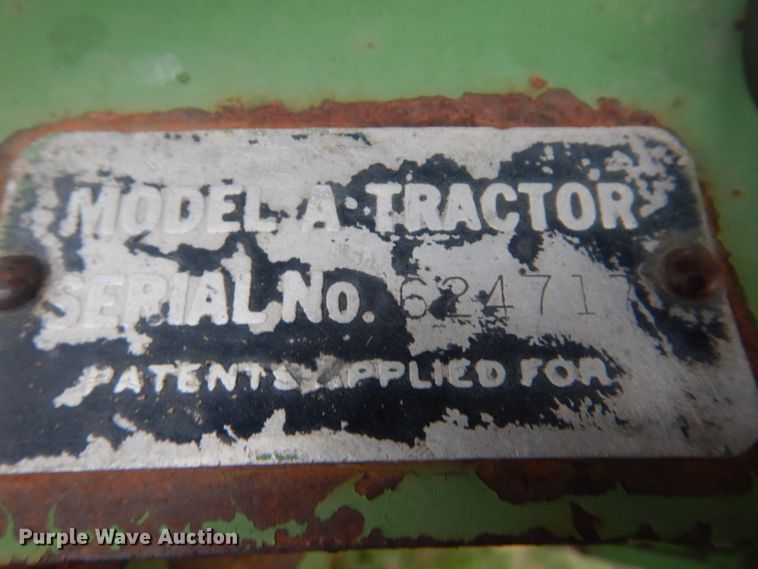 MODEL A TRACTOR
SERIAL No. 624717
PATENTS APPLIED FOR
Purple Wave Auction